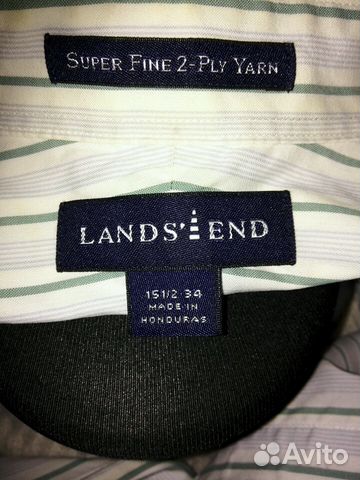 SUPER FINE 2-PLY YARN
LANDS' END
15 1/2-34
MADE IN
HONDURAS
Avito